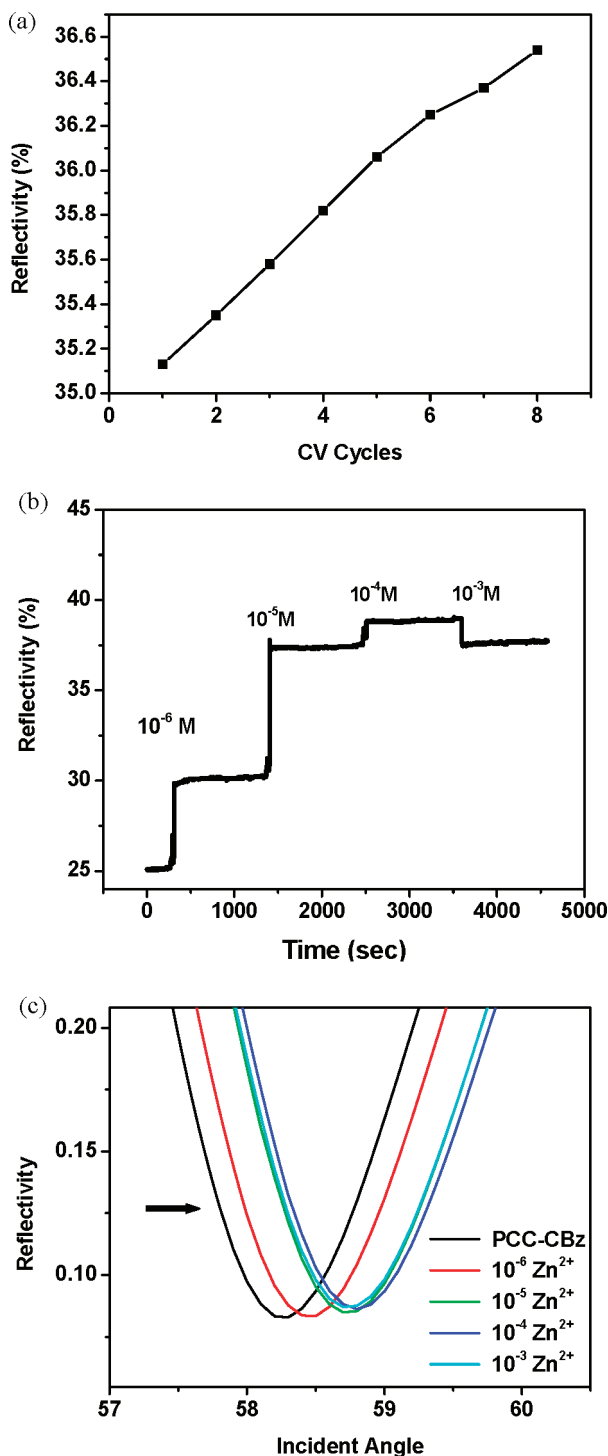 (a)
36.6
36.4
36.2
36.0
35.8
35.6
35.4
35.2
35.0
Reflectivity (%)
0 2 4 6 8
CV Cycles
(b)
45
40
35
30
25
Reflectivity (%)
10⁻⁶ M
10⁻⁵M
10⁻⁴M
10⁻³M
0 1000 2000 3000 4000 5000
Time (sec)
(c)
0.20
0.15
0.10
Reflectivity
PCC-CBz
10⁻⁶ Zn²⁺
10⁻⁵ Zn²⁺
10⁻⁴ Zn²⁺
10⁻³ Zn²⁺
57 58 59 60
Incident Angle